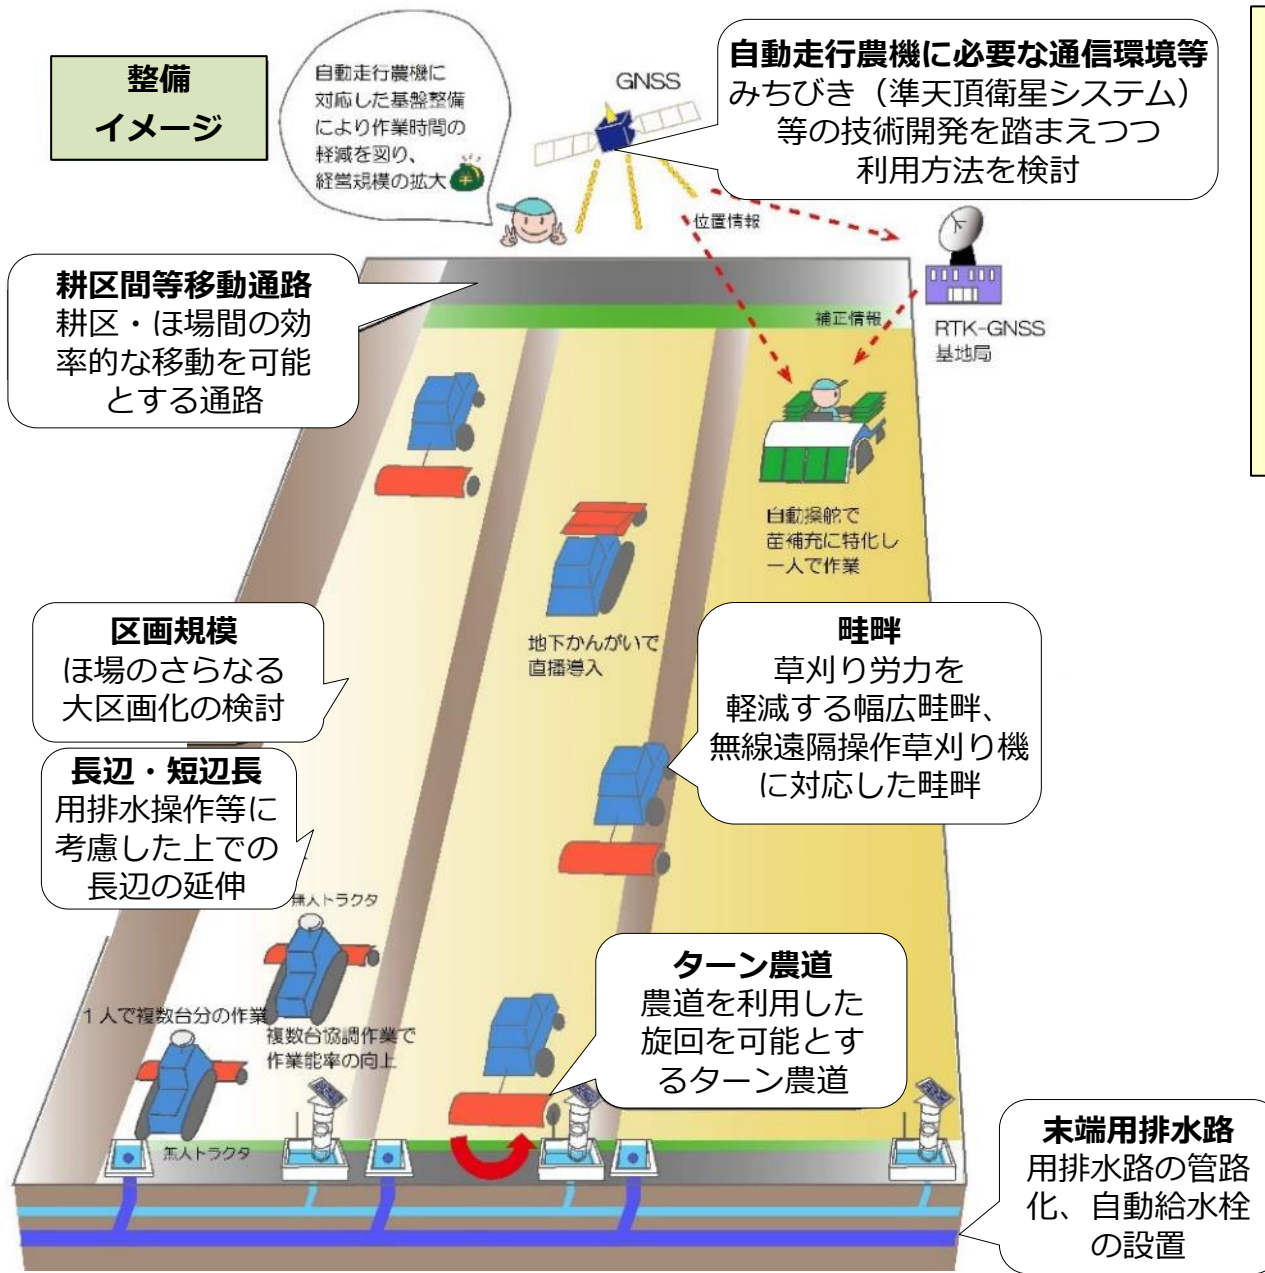 整備
イメージ
自動走行農機に
対応した基盤整備
により作業時間の
軽減を図り、
経営規模の拡大
GNSS
自動走行農機に必要な通信環境等
みちびき（準天頂衛星システム）
等の技術開発を踏まえつつ
利用方法を検討
位置情報
耕区間等移動通路
耕区・ほ場間の効
率的な移動を可能
とする通路
補正情報
RTK-GNSS
基地局
自動操舵で
苗補充に特化し
一人で作業
区画規模
ほ場のさらなる
大区画化の検討
地下かんがいで
直播導入
畦畔
草刈り労力を
軽減する幅広畦畔、
無線遠隔操作草刈り機
に対応した畦畔
長辺・短辺長
用排水操作等に
考慮した上での
長辺の延伸
無人トラクタ
ターン農道
農道を利用した
旋回を可能とす
るターン農道
１人で複数台分の作業
複数台協調作業で
作業能率の向上
無人トラクタ
末端用排水路
用排水路の管路
化、自動給水栓
の設置